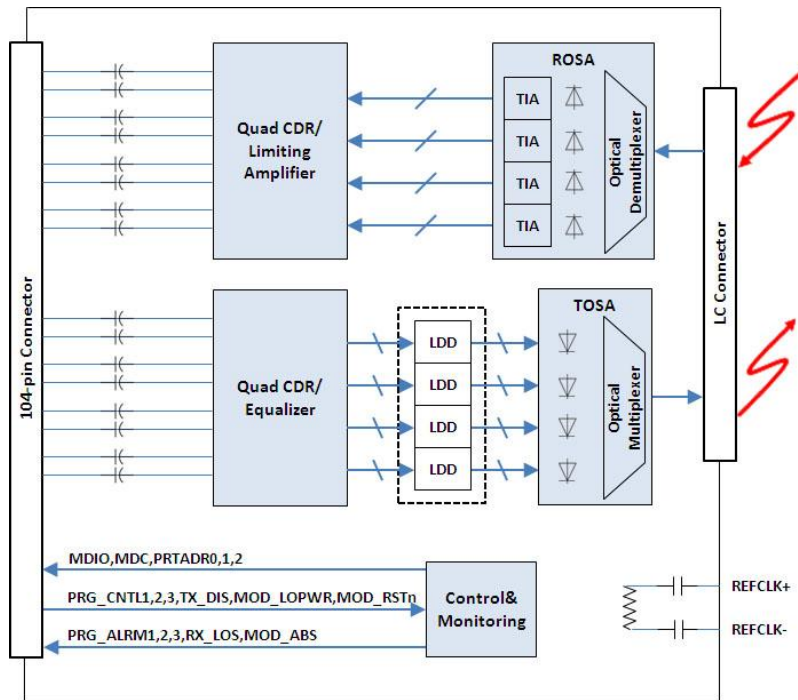 ROSA
TIA
TIA
TIA
TIA
Optical
Demultiplexer
Quad CDR/
Limiting
Amplifier
104-pin Connector
LC Connector
TOSA
Quad CDR/
Equalizer
LDD
LDD
LDD
LDD
Optical
Multiplexer
MDIO,MDC,PRTADR0,1,2
PRG_CNTL1,2,3,TX_DIS,MOD_LOPWR,MOD_RSTn
PRG_ALRM1,2,3,RX_LOS,MOD_ABS
Control&
Monitoring
REFCLK+
REFCLK-